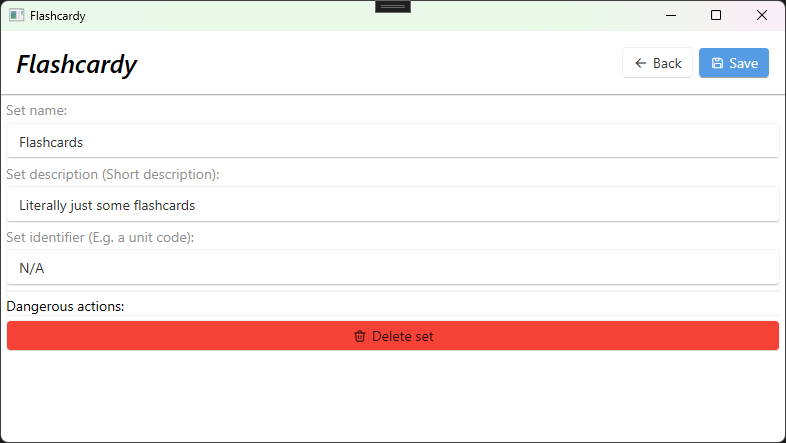 Flashcardy
Flashcardy
Back
Save
Set name:
Flashcards
Set description (Short description):
Literally just some flashcards
Set identifier (E.g. a unit code):
N/A
Dangerous actions:
Delete set